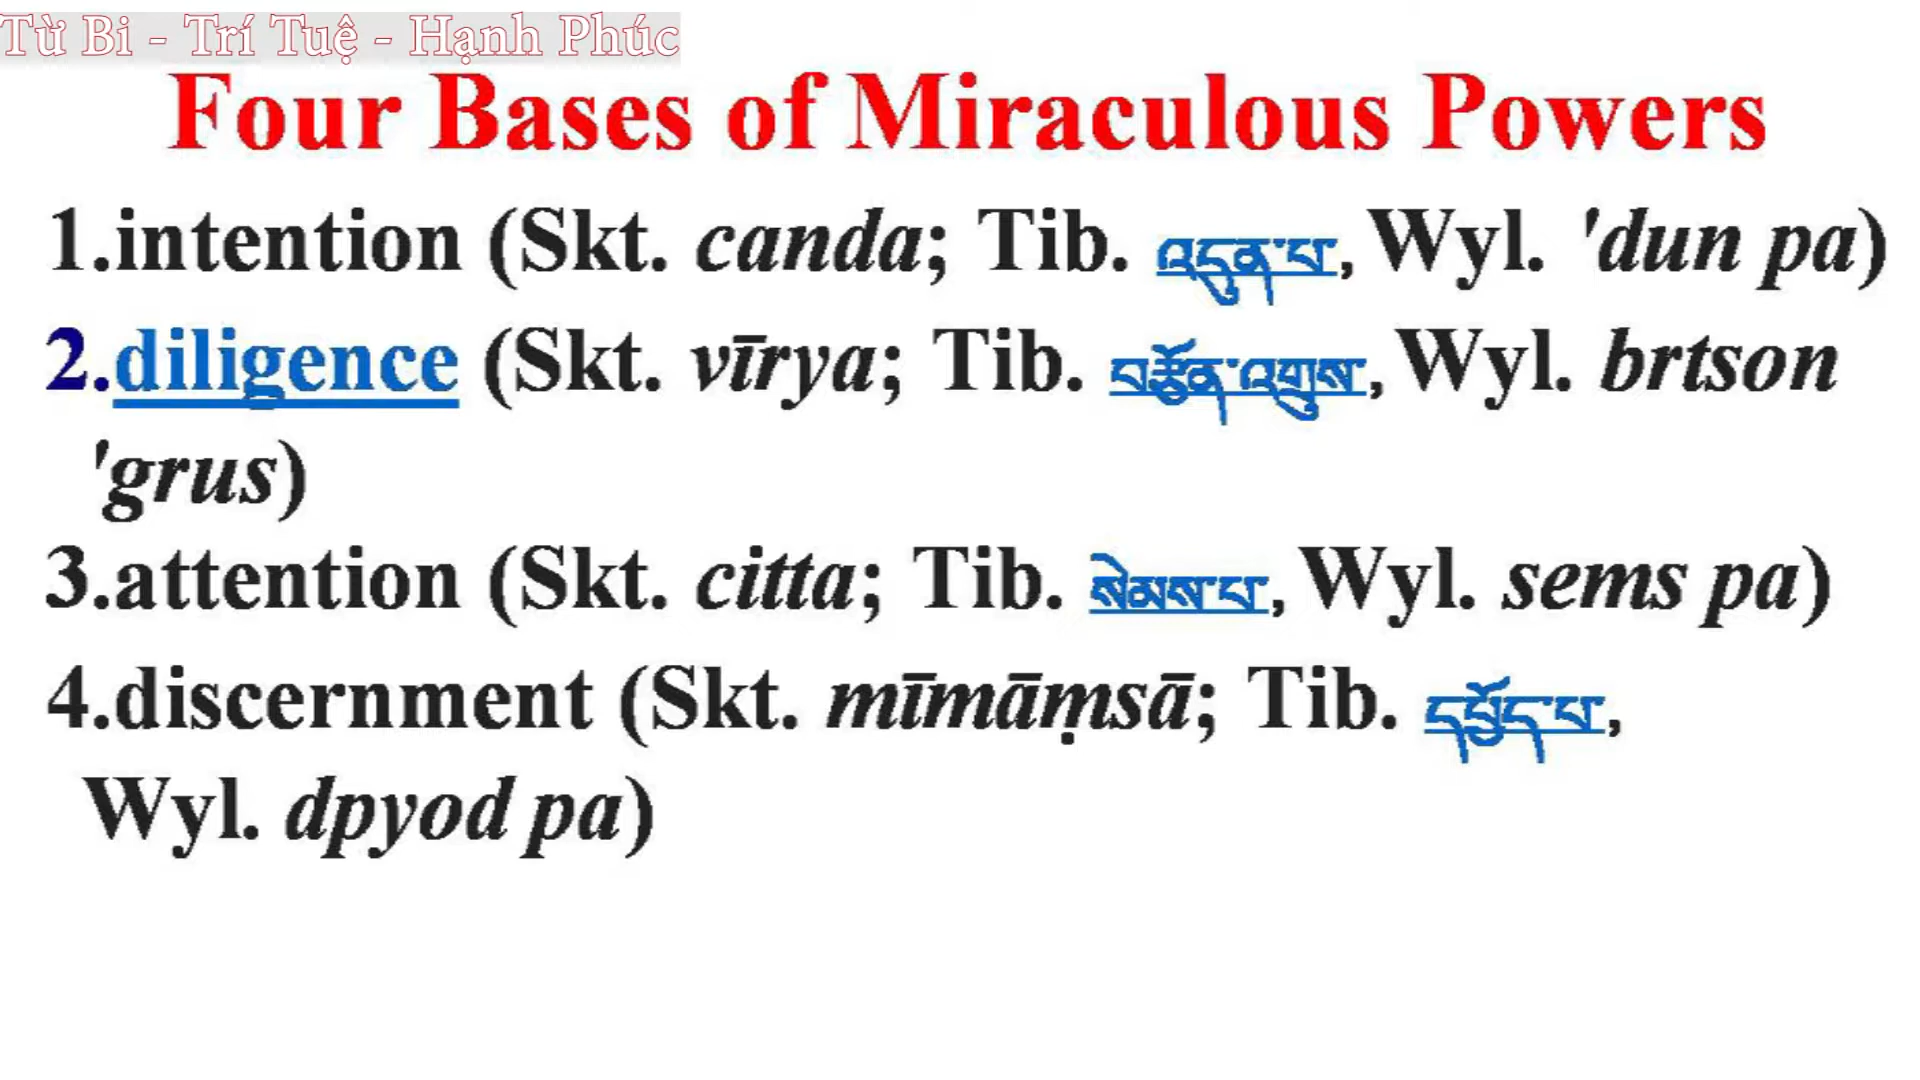 Từ Bi - Trí Tuệ - Hạnh Phúc
Four Bases of Miraculous Powers
1.intention (Skt. canda; Tib. འདུན་པ་, Wyl. 'dun pa)
2.diligence (Skt. vīrya; Tib. བརྩོན་འགྲུས་, Wyl. brtson
'grus)
3.attention (Skt. citta; Tib. སེམས་པ་, Wyl. sems pa)
4.discernment (Skt. mīmāṃsā; Tib. དཔྱོད་པ་,
Wyl. dpyod pa)